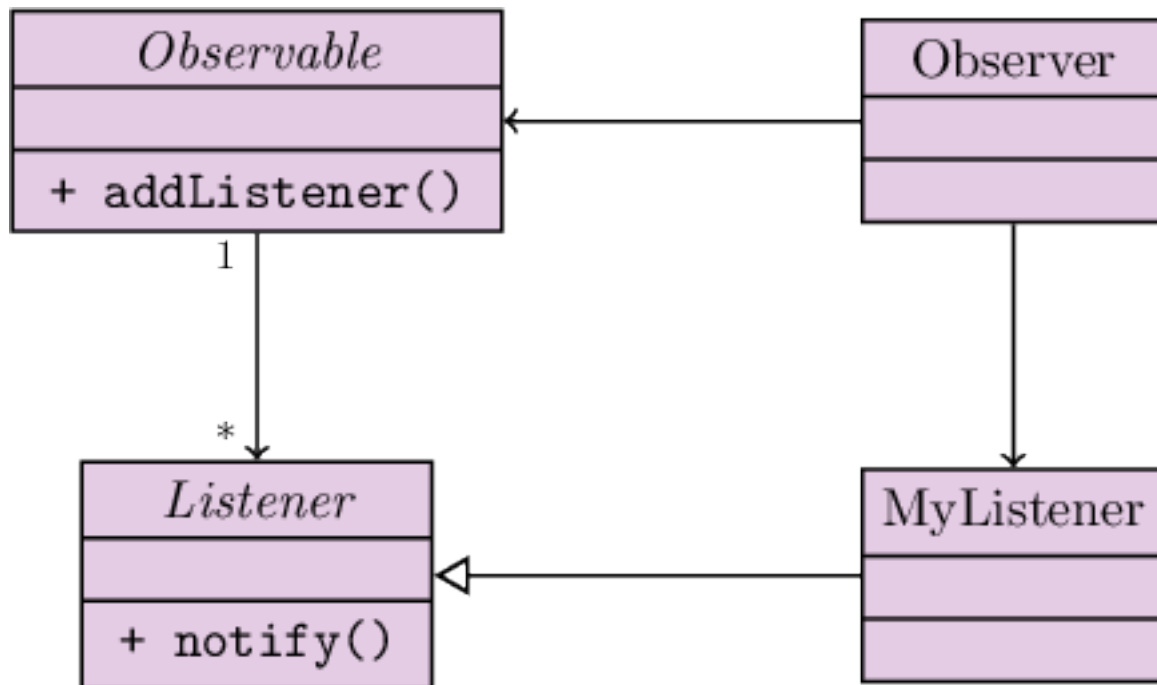 Observable
Observer
+ addListener()
1
*
Listener
MyListener
+ notify()